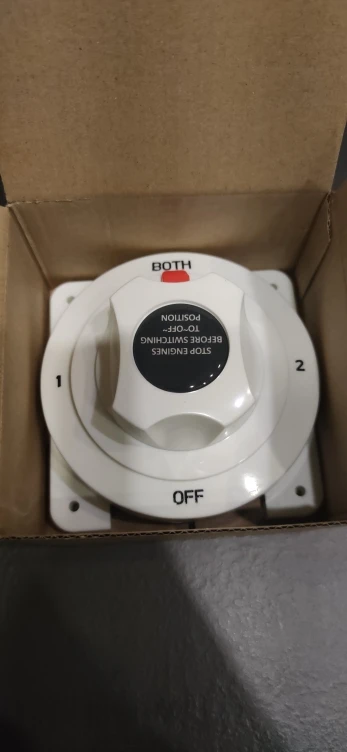 BOTH
STOP ENGINES
BEFORE SWITCHING
TO-OFF-
POSITION
1
2
OFF